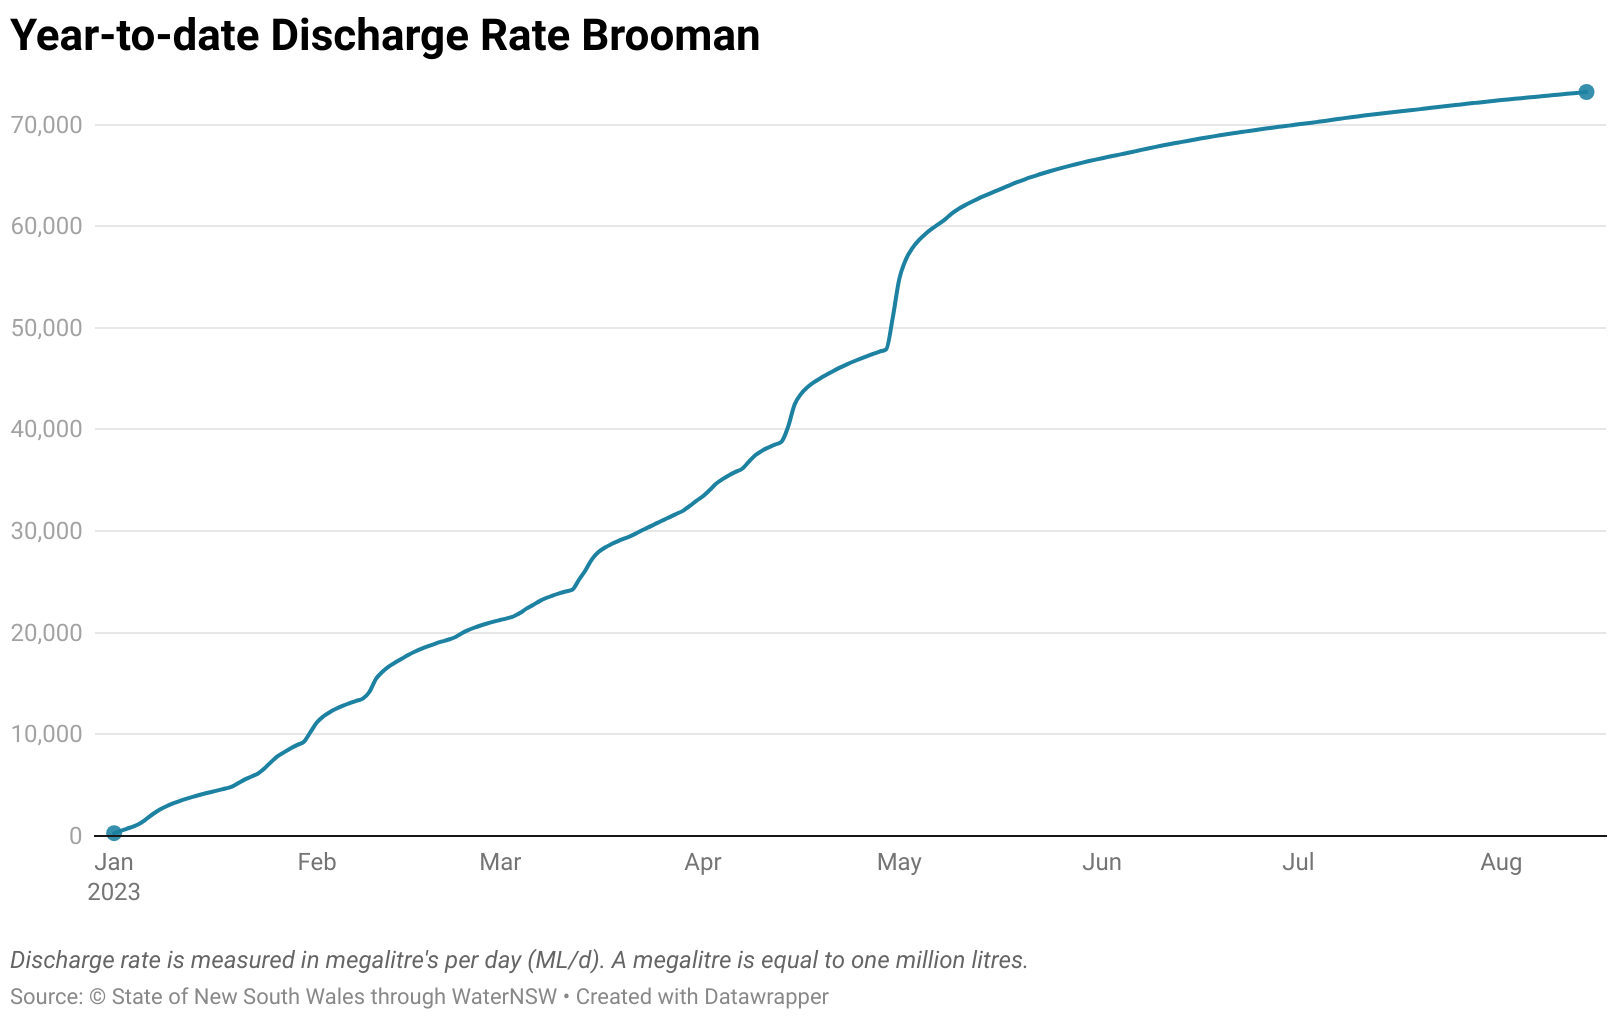 Year-to-date Discharge Rate Brooman
70,000
60,000
50,000
40,000
30,000
20,000
10,000
0
Jan Feb Mar Apr May Jun Jul Aug
2023
Discharge rate is measured in megalitre's per day (ML/d). A megalitre is equal to one million litres.
Source: © State of New South Wales through WaterNSW • Created with Datawrapper